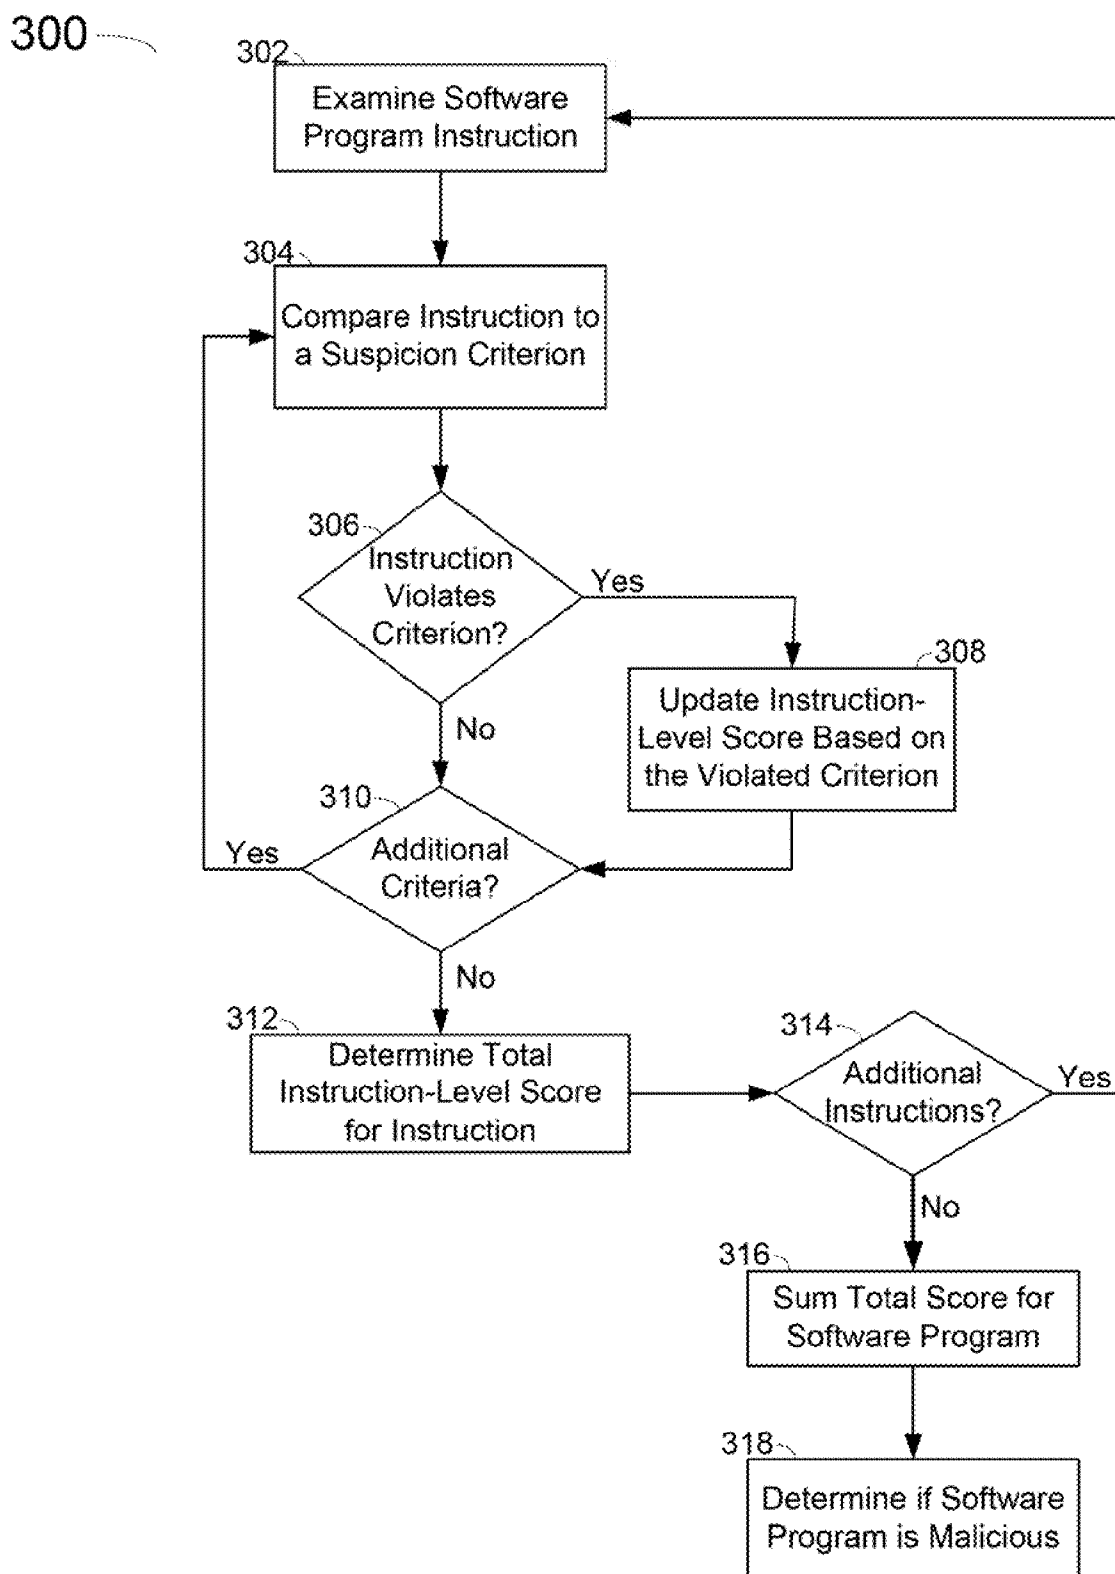 300
302
Examine Software
Program Instruction
304
Compare Instruction to
a Suspicion Criterion
306
Instruction
Violates
Criterion?
Yes
308
Update Instruction-
Level Score Based on
the Violated Criterion
No
310
Additional
Criteria?
Yes
No
312
Determine Total
Instruction-Level Score
for Instruction
314
Additional
Instructions?
Yes
No
316
Sum Total Score for
Software Program
318
Determine if Software
Program is Malicious